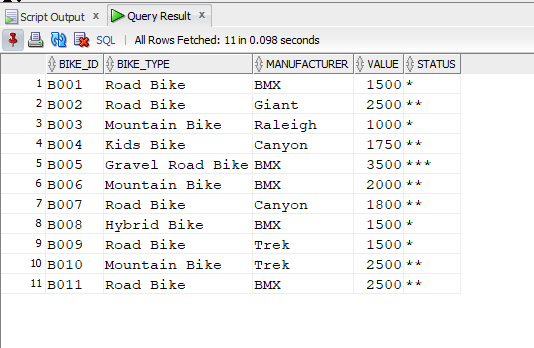 Script Output x Query Result x
SQL | All Rows Fetched: 11 in 0.098 seconds
BIKE_ID BIKE_TYPE MANUFACTURER VALUE STATUS
1 B001 Road Bike BMX 1500 *
2 B002 Road Bike Giant 2500 **
3 B003 Mountain Bike Raleigh 1000 *
4 B004 Kids Bike Canyon 1750 **
5 B005 Gravel Road Bike BMX 3500 ***
6 B006 Mountain Bike BMX 2000 **
7 B007 Road Bike Canyon 1800 **
8 B008 Hybrid Bike BMX 1500 *
9 B009 Road Bike Trek 1500 *
10 B010 Mountain Bike Trek 2500 **
11 B011 Road Bike BMX 2500 **